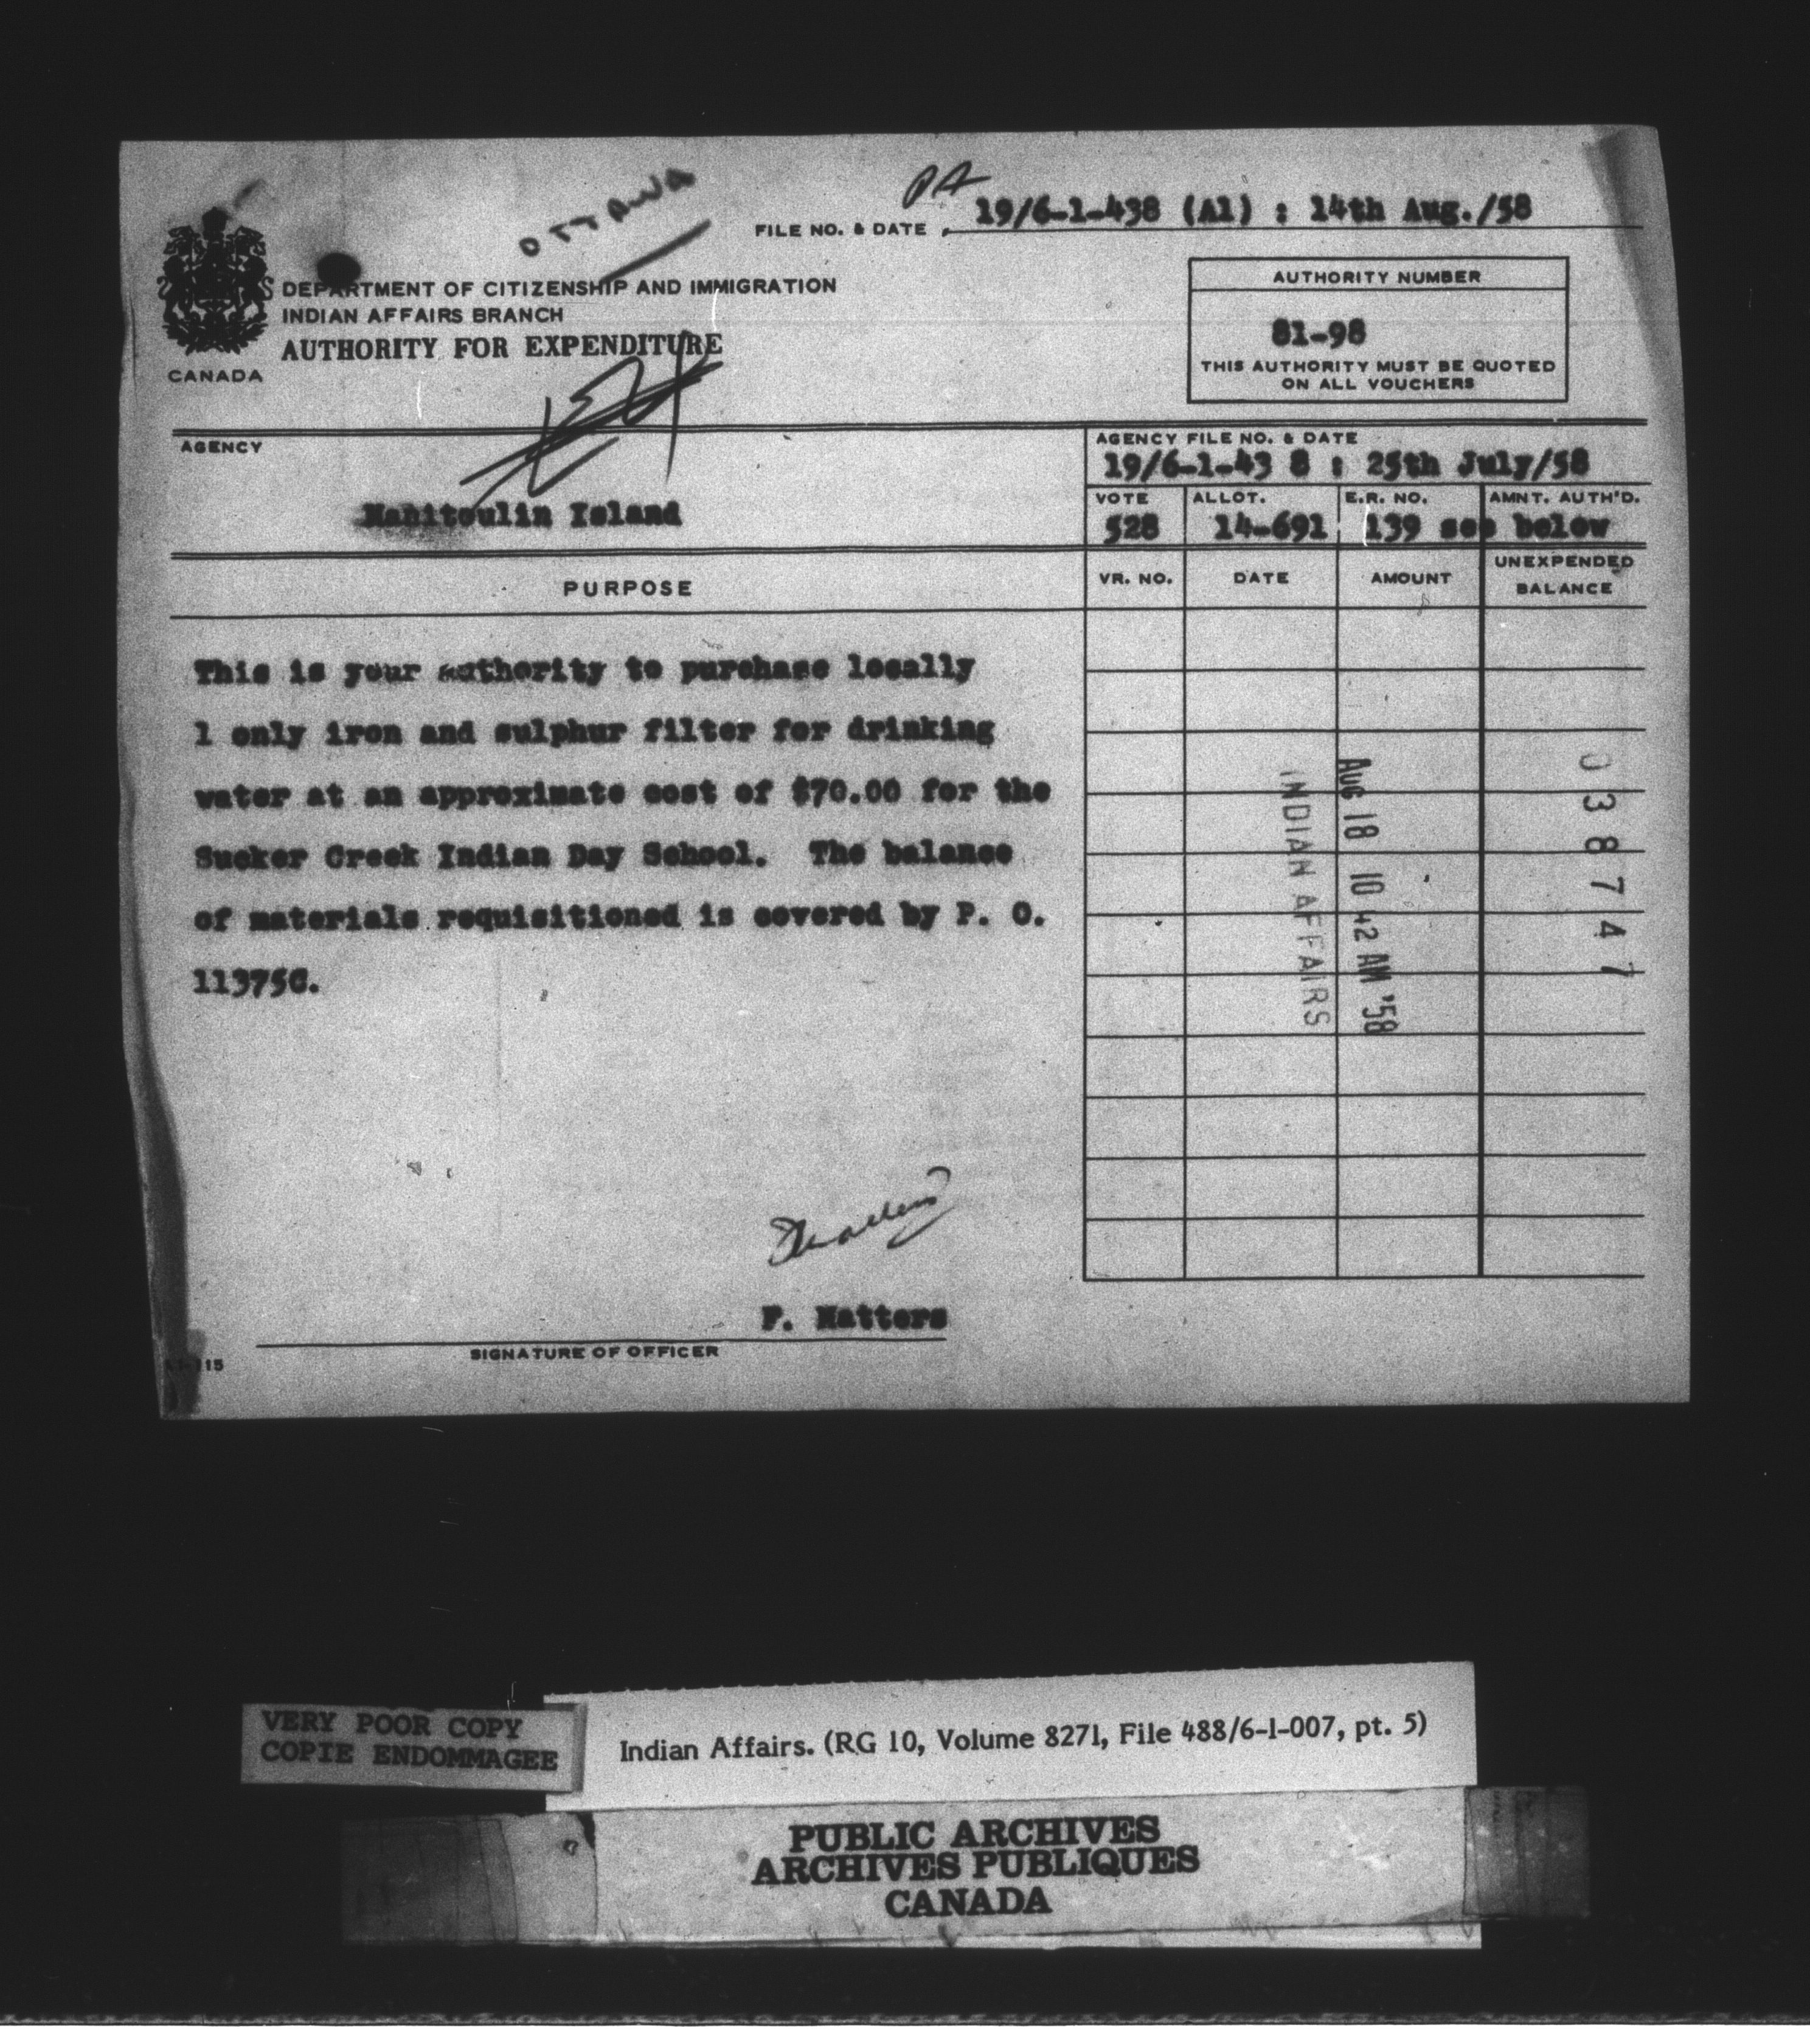 PA
OTTAWA
FILE NO. & DATE 19/6-1-438 (A1) : 14th Aug./58
DEPARTMENT OF CITIZENSHIP AND IMMIGRATION
INDIAN AFFAIRS BRANCH
AUTHORITY FOR EXPENDITURE
CANADA
AUTHORITY NUMBER
81-98
THIS AUTHORITY MUST BE QUOTED
ON ALL VOUCHERS
AGENCY
Manitoulin Island
AGENCY FILE NO. & DATE
19/6-1-43 8 : 25th July/58
VOTE ALLOT. E.R. NO. AMNT. AUTH'D.
528 14-691 139 see below
PURPOSE
VR. NO. DATE AMOUNT UNEXPENDED BALANCE
This is your authority to purchase locally
1 only iron and sulphur filter for drinking
water at an approximate cost of $70.00 for the
Sucker Creek Indian Day School. The balance
of materials requisitioned is covered by P. O.
113756.
INDIAN AFFAIRS
AUG 18 10 42 AM '58
038747
F. Matters
SIGNATURE OF OFFICER
115
VERY POOR COPY
COPIE ENDOMMAGEE
Indian Affairs. (RG 10, Volume 8271, File 488/6-1-007, pt. 5)
PUBLIC ARCHIVES
ARCHIVES PUBLIQUES
CANADA